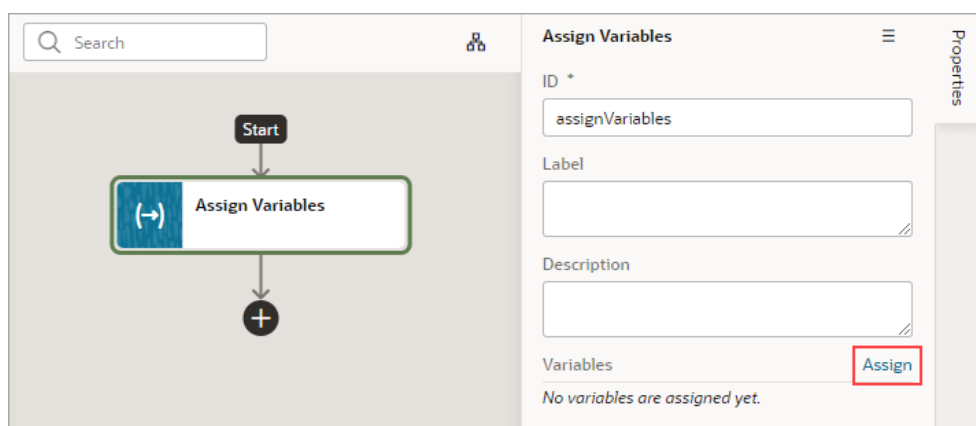 Search
Start
Assign Variables
Assign Variables
ID *
assignVariables
Label
Description
Variables Assign
No variables are assigned yet.
Properties